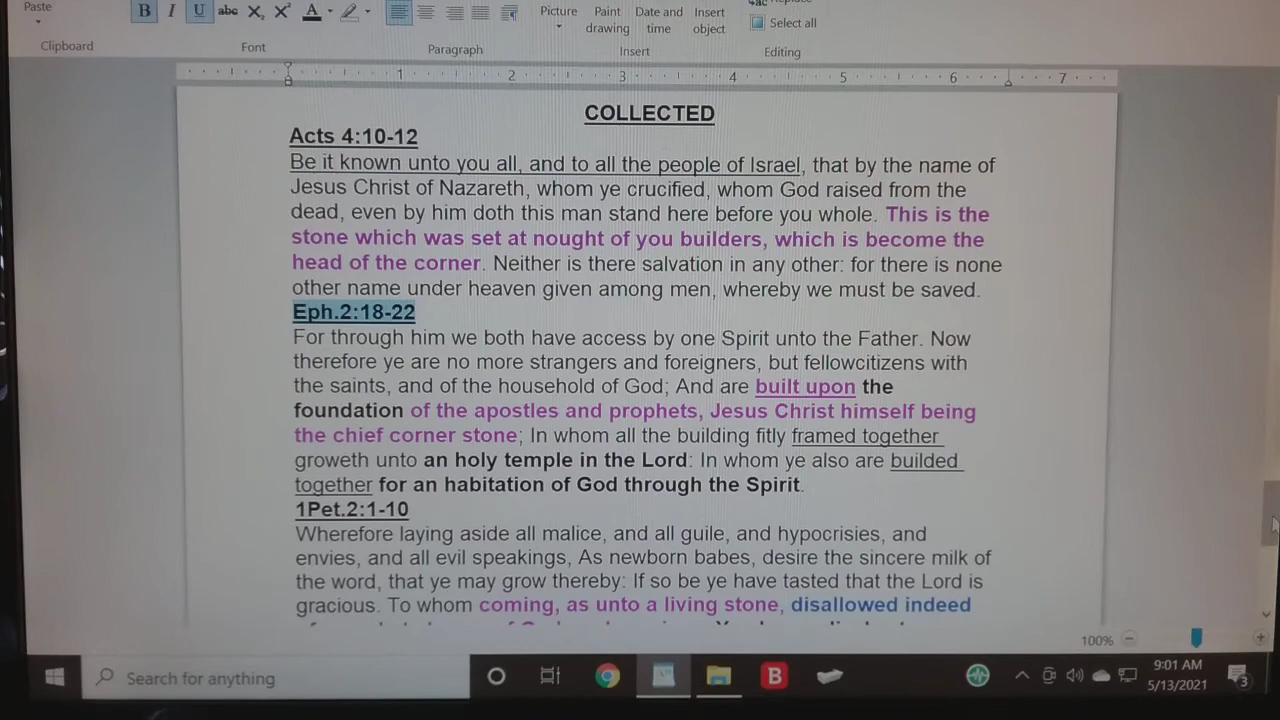 Paste
B I U abc X₂ X² A
Picture Paint drawing Date and time Insert object
Select all
Clipboard Font Paragraph Insert Editing
1 2 3 4 5 6 7
COLLECTED
Acts 4:10-12
Be it known unto you all, and to all the people of Israel, that by the name of
Jesus Christ of Nazareth, whom ye crucified, whom God raised from the
dead, even by him doth this man stand here before you whole. This is the
stone which was set at nought of you builders, which is become the
head of the corner. Neither is there salvation in any other: for there is none
other name under heaven given among men, whereby we must be saved.
Eph.2:18-22
For through him we both have access by one Spirit unto the Father. Now
therefore ye are no more strangers and foreigners, but fellowcitizens with
the saints, and of the household of God; And are built upon the
foundation of the apostles and prophets, Jesus Christ himself being
the chief corner stone; In whom all the building fitly framed together
groweth unto an holy temple in the Lord: In whom ye also are builded
together for an habitation of God through the Spirit.
1Pet.2:1-10
Wherefore laying aside all malice, and all guile, and hypocrisies, and
envies, and all evil speakings, As newborn babes, desire the sincere milk of
the word, that ye may grow thereby: If so be ye have tasted that the Lord is
gracious. To whom coming, as unto a living stone, disallowed indeed
100%
Search for anything
B
9:01 AM
5/13/2021
3